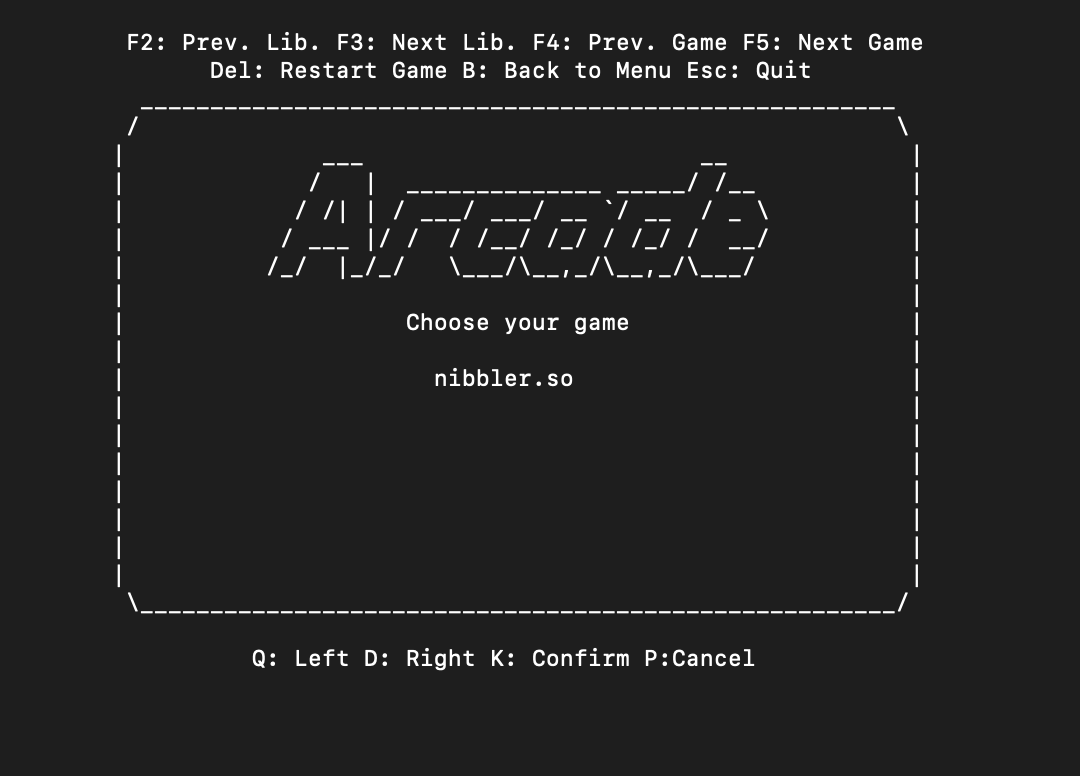 F2: Prev. Lib. F3: Next Lib. F4: Prev. Game F5: Next Game
Del: Restart Game B: Back to Menu Esc: Quit
Arcade
Choose your game
nibbler.so
Q: Left D: Right K: Confirm P:Cancel